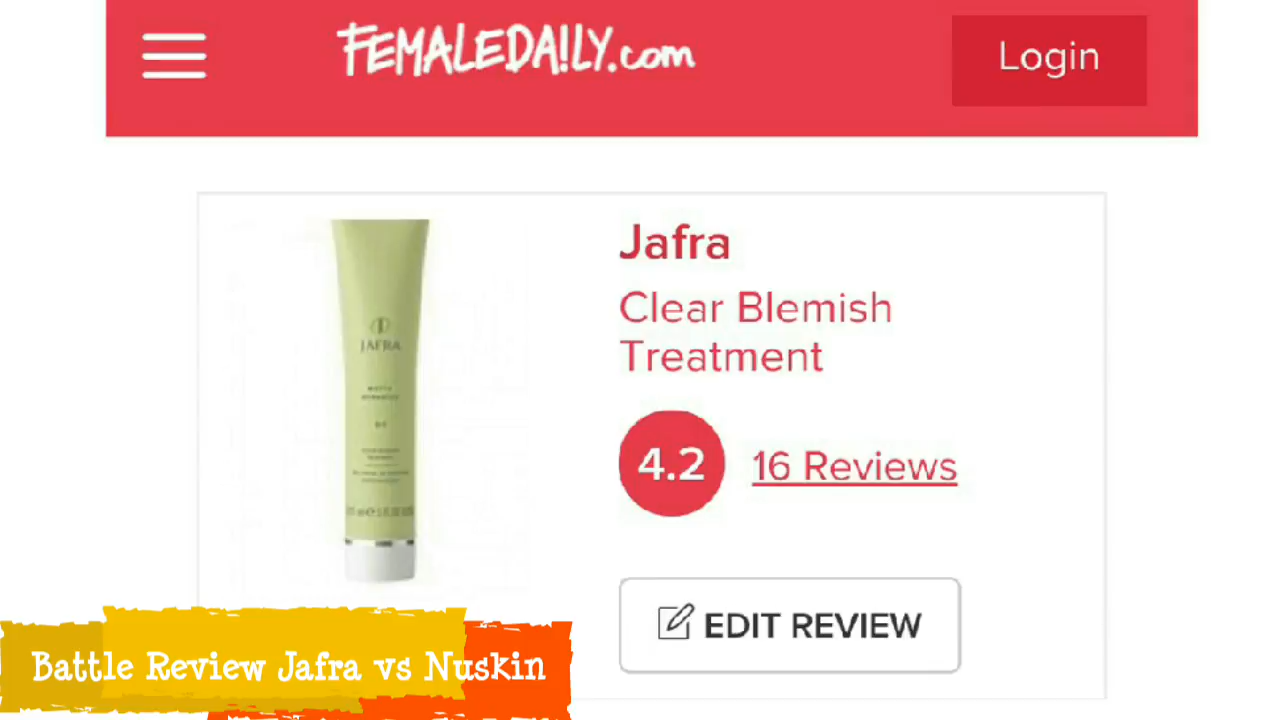 FEMALEDAILY.com
Login
Jafra
Clear Blemish
Treatment
4.2
16 Reviews
JAFRA
EDIT REVIEW
Battle Review Jafra vs Nuskin